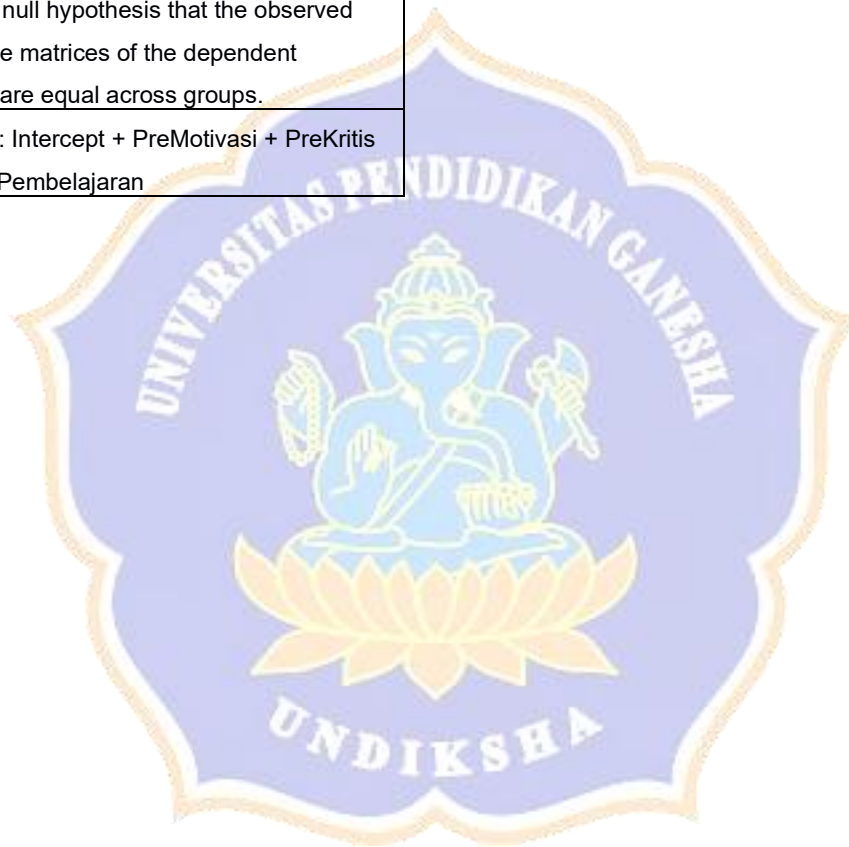 null hypothesis that the observed
e matrices of the dependent
are equal across groups.
: Intercept + PreMotivasi + PreKritis
Pembelajaran
UNIVERSITAS PENDIDIKAN GANESHA
UNDIKSHA